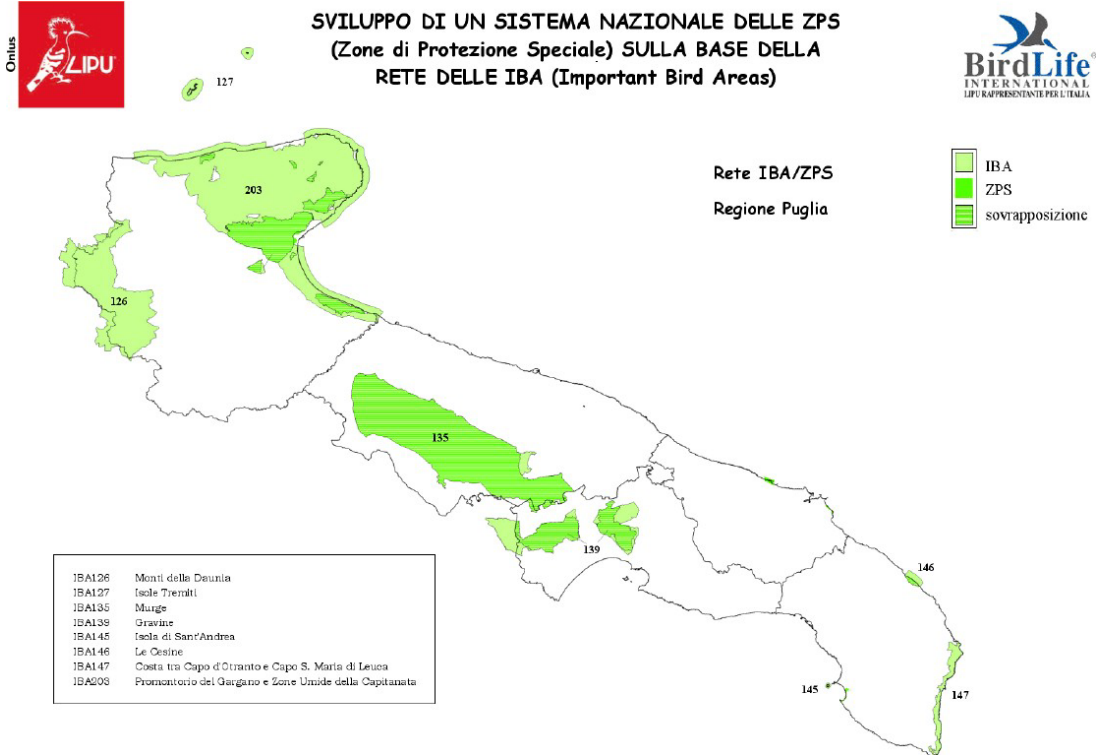 Onlus
LIPU
SVILUPPO DI UN SISTEMA NAZIONALE DELLE ZPS
(Zone di Protezione Speciale) SULLA BASE DELLA
RETE DELLE IBA (Important Bird Areas)
BirdLife®
INTERNATIONAL
LIPU RAPPRESENTANTE PER L'ITALIA
127
Rete IBA/ZPS
Regione Puglia
IBA
ZPS
sovrapposizione
203
126
135
139
146
145
147
IBA126 Monti della Daunia
IBA127 Isole Tremiti
IBA135 Murge
IBA139 Gravine
IBA145 Isola di Sant'Andrea
IBA146 Le Cesine
IBA147 Costa tra Capo d'Otranto e Capo S. Maria di Leuca
IBA203 Promontorio del Gargano e Zone Umide della Capitanata